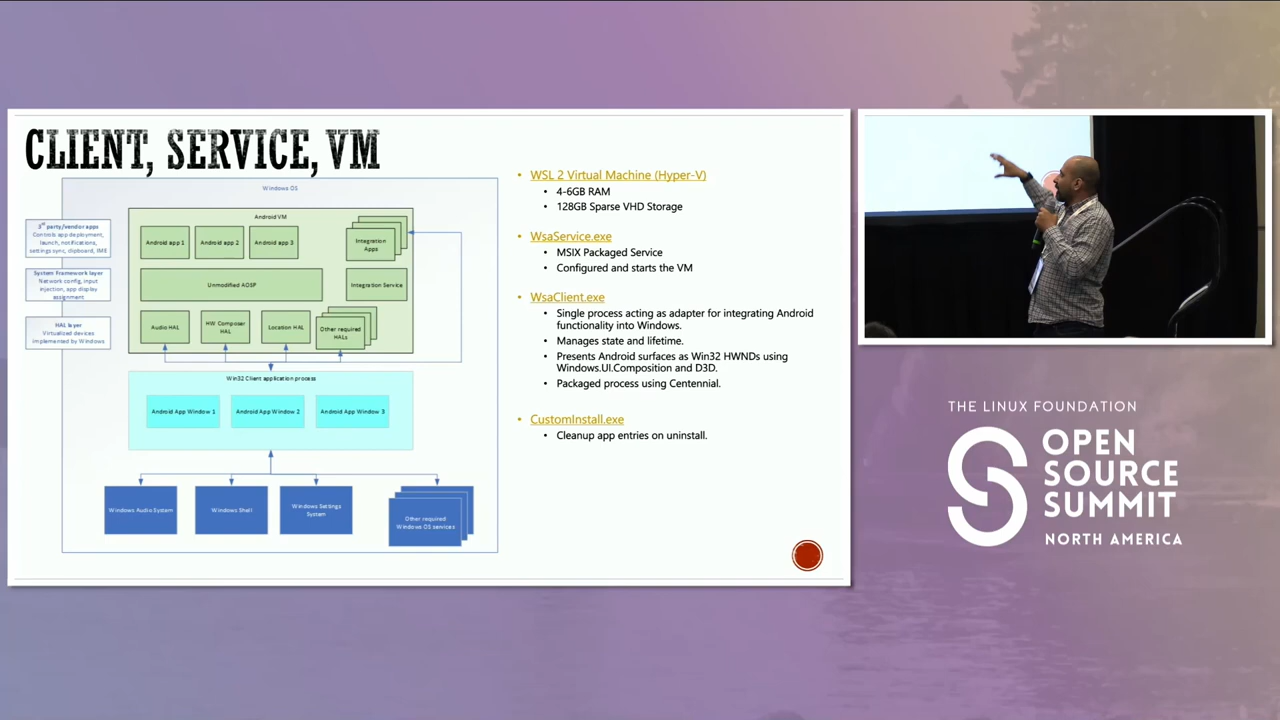 CLIENT, SERVICE, VM
Windows OS
3rd party/vendor apps
Controls app deployment,
launch, notifications,
settings sync, clipboard, IME
System Framework layer
Network config, input
injection, app display
assignment
HAL layer
Virtualized devices
implemented by Windows
Android VM
Android app 1
Android app 2
Android app 3
Integration
Apps
Unmodified AOSP
Integration Service
Audio HAL
HW Composer
HAL
Location HAL
Other required
HALs
Win32 Client application process
Android App Window 1
Android App Window 2
Android App Window 3
Windows Audio System
Windows Shell
Windows Settings
System
Other required
Windows OS services
• WSL 2 Virtual Machine (Hyper-V)
• 4-6GB RAM
• 128GB Sparse VHD Storage
• WsaService.exe
• MSIX Packaged Service
• Configured and starts the VM
• WsaClient.exe
• Single process acting as adapter for integrating Android
functionality into Windows.
• Manages state and lifetime.
• Presents Android surfaces as Win32 HWNDs using
Windows.UI.Composition and D3D.
• Packaged process using Centennial.
• CustomInstall.exe
• Cleanup app entries on uninstall.
THE LINUX FOUNDATION
OPEN
SOURCE
SUMMIT
NORTH AMERICA